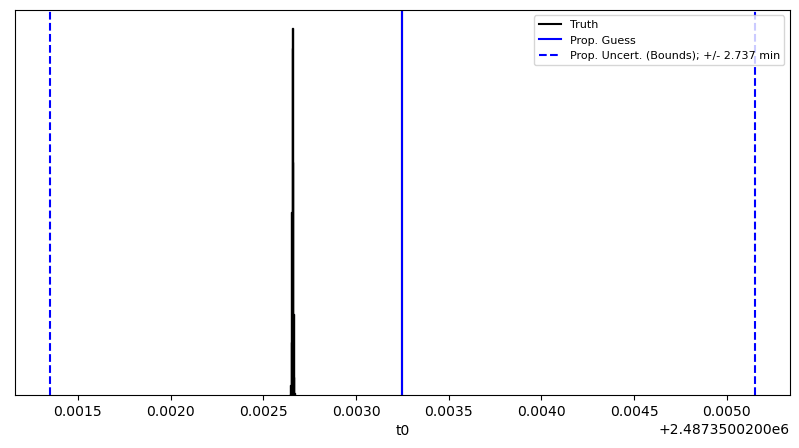 Truth
Prop. Guess
Prop. Uncert. (Bounds); +/- 2.737 min
0.0015 0.0020 0.0025 0.0030 0.0035 0.0040 0.0045 0.0050
t0
+2.4873500200e6